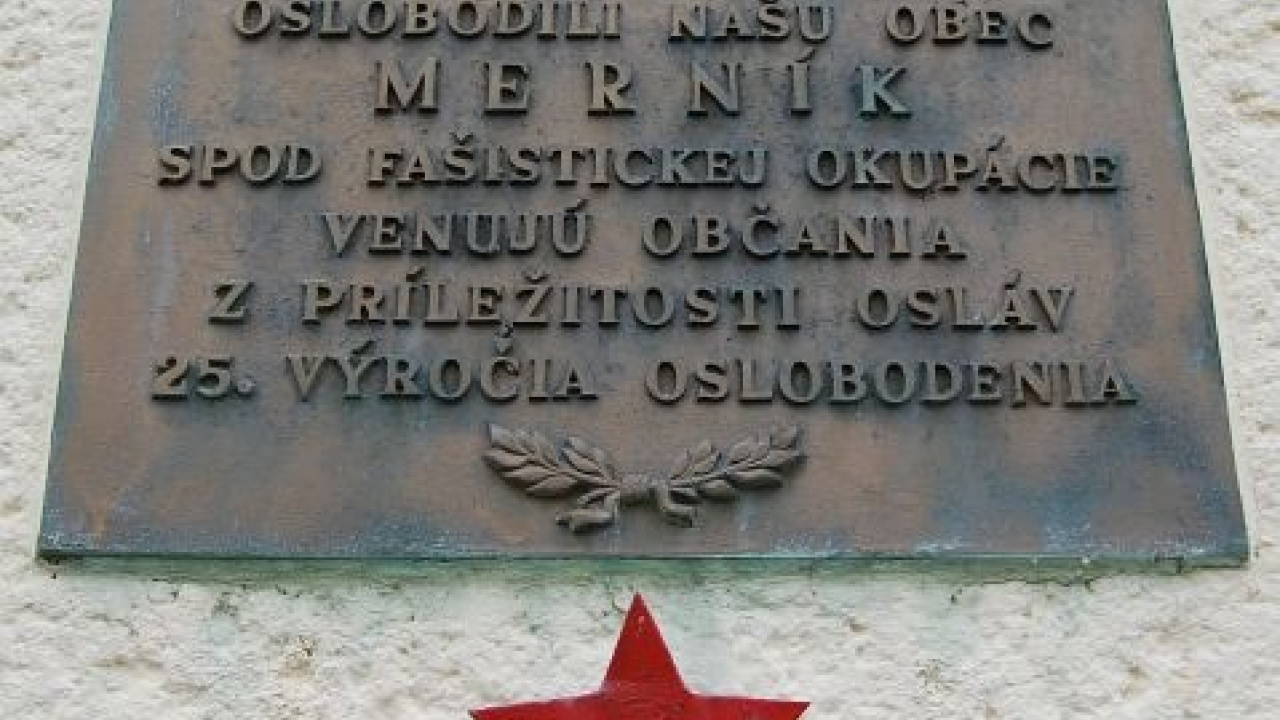 OSLOBODILI NAŠU OBEC
MERNÍK
SPOD FAŠISTICKEJ OKUPÁCIE
VENUJÚ OBČANIA
Z PRÍLEŽITOSTI OSLÁV
25. VÝROČIA OSLOBODENIA